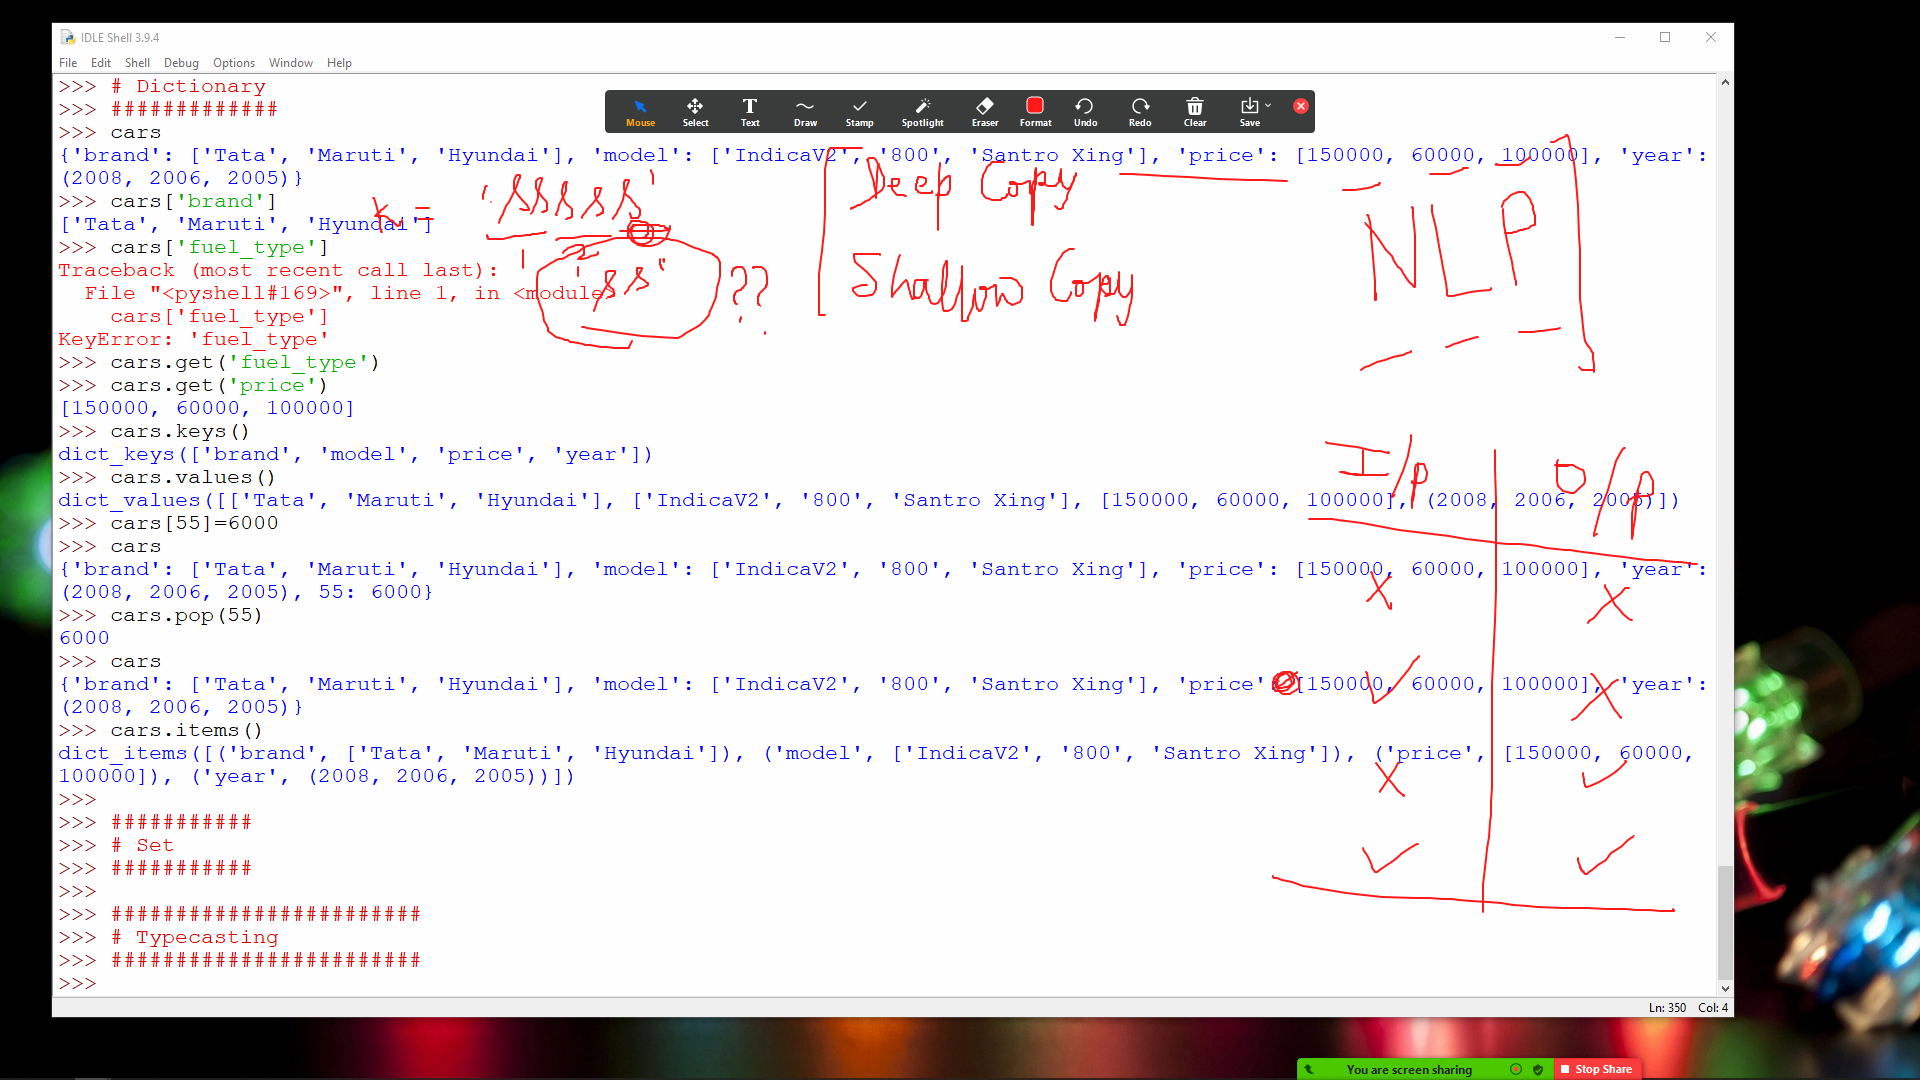 IDLE Shell 3.9.4
File Edit Shell Debug Options Window Help
>>> # Dictionary
>>> #############
Mouse Select Text Draw Stamp Spotlight Eraser Format Undo Redo Clear Save
>>> cars
{'brand': ['Tata', 'Maruti', 'Hyundai'], 'model': ['IndicaV2', '800', 'Santro Xing'], 'price': [150000, 60000, 100000], 'year':
(2008, 2006, 2005)}
>>> cars['brand']
['Tata', 'Maruti', 'Hyundai']
>>> cars['fuel_type']
Traceback (most recent call last):
  File "<pyshell#169>", line 1, in <module>
    cars['fuel_type']
KeyError: 'fuel_type'
>>> cars.get('fuel_type')
>>> cars.get('price')
[150000, 60000, 100000]
>>> cars.keys()
dict_keys(['brand', 'model', 'price', 'year'])
>>> cars.values()
dict_values([['Tata', 'Maruti', 'Hyundai'], ['IndicaV2', '800', 'Santro Xing'], [150000, 60000, 100000], (2008, 2006, 2005)])
>>> cars[55]=6000
>>> cars
{'brand': ['Tata', 'Maruti', 'Hyundai'], 'model': ['IndicaV2', '800', 'Santro Xing'], 'price': [150000, 60000, 100000], 'year':
(2008, 2006, 2005), 55: 6000}
>>> cars.pop(55)
6000
>>> cars
{'brand': ['Tata', 'Maruti', 'Hyundai'], 'model': ['IndicaV2', '800', 'Santro Xing'], 'price': [150000, 60000, 100000], 'year':
(2008, 2006, 2005)}
>>> cars.items()
dict_items([('brand', ['Tata', 'Maruti', 'Hyundai']), ('model', ['IndicaV2', '800', 'Santro Xing']), ('price', [150000, 60000,
100000]), ('year', (2008, 2006, 2005))])
>>>
>>> ###########
>>> # Set
>>> ###########
>>>
>>> ########################
>>> # Typecasting
>>> ########################
>>>
k = 'sssss'
1 2
'ss' ??
Deep Copy
Shallow Copy
NLP
I/p O/p
X X
✓ X
X ✓
✓ ✓
Ln: 350 Col: 4
You are screen sharing Stop Share